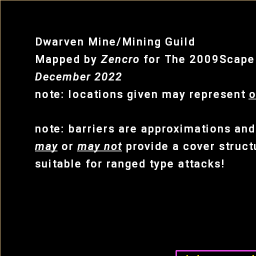 Dwarven Mine/Mining Guild
Mapped by Zencro for The 2009Scape
December 2022
note: locations given may represent
note: barriers are approximations and
may or may not provide a cover
suitable for ranged type attacks!